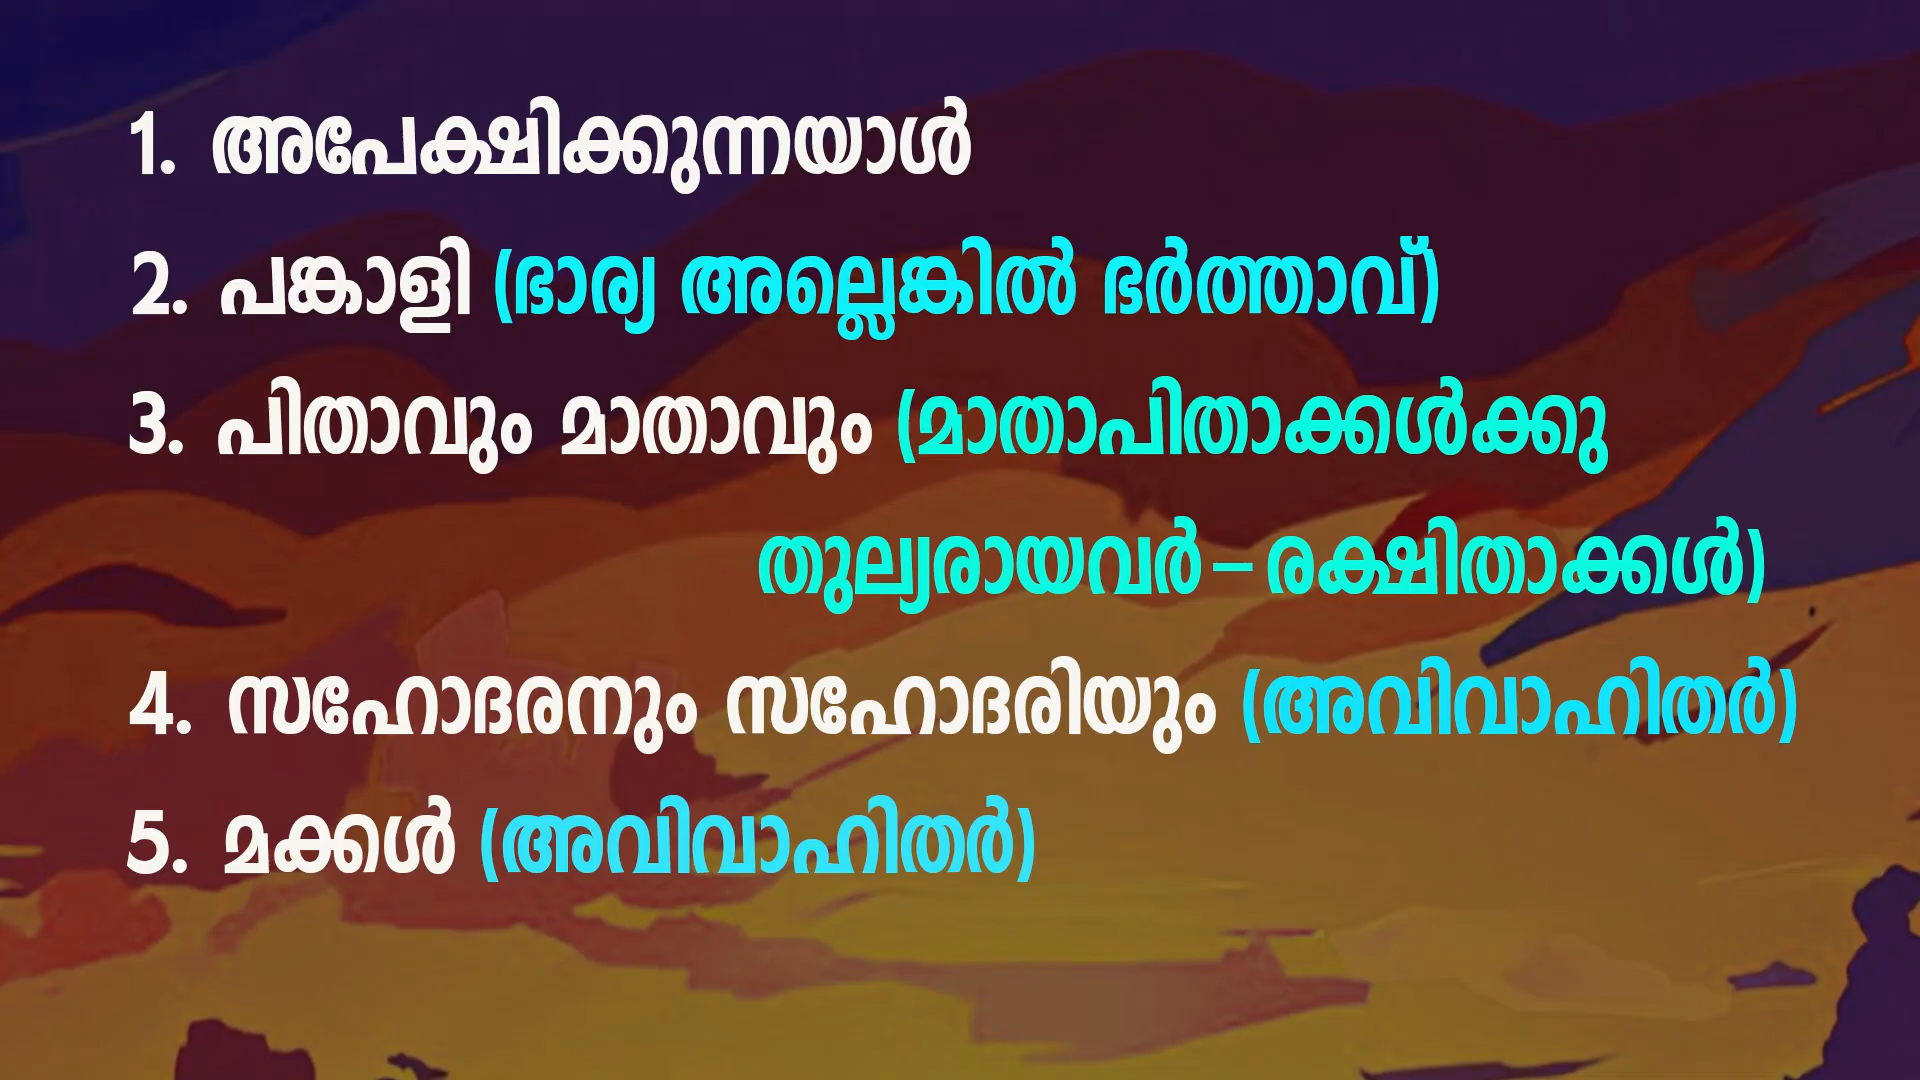 1. അപേക്ഷിക്കുന്നയാൾ
2. പങ്കാളി (ഭാര്യ അല്ലെങ്കിൽ ഭർത്താവ്)
3. പിതാവും മാതാവും (മാതാപിതാക്കൾക്കു
തുല്യരായവർ-രക്ഷിതാക്കൾ)
4. സഹോദരനും സഹോദരിയും (അവിവാഹിതർ)
5. മക്കൾ (അവിവാഹിതർ)